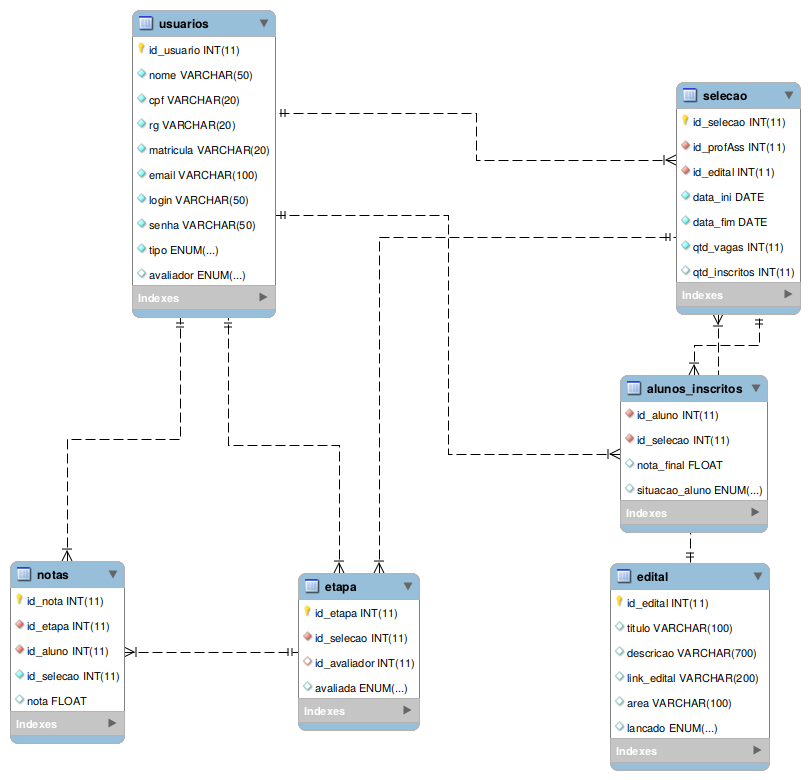 usuarios
id_usuario INT(11)
nome VARCHAR(50)
cpf VARCHAR(20)
rg VARCHAR(20)
matricula VARCHAR(20)
email VARCHAR(100)
login VARCHAR(50)
senha VARCHAR(50)
tipo ENUM(...)
avaliador ENUM(...)
Indexes
selecao
id_selecao INT(11)
id_profAss INT(11)
id_edital INT(11)
data_ini DATE
data_fim DATE
qtd_vagas INT(11)
qtd_inscritos INT(11)
Indexes
alunos_inscritos
id_aluno INT(11)
id_selecao INT(11)
nota_final FLOAT
situacao_aluno ENUM(...)
Indexes
notas
id_nota INT(11)
id_etapa INT(11)
id_aluno INT(11)
id_selecao INT(11)
nota FLOAT
Indexes
etapa
id_etapa INT(11)
id_selecao INT(11)
id_avaliador INT(11)
avaliada ENUM(...)
Indexes
edital
id_edital INT(11)
titulo VARCHAR(100)
descricao VARCHAR(700)
link_edital VARCHAR(200)
area VARCHAR(100)
lancado ENUM(...)
Indexes